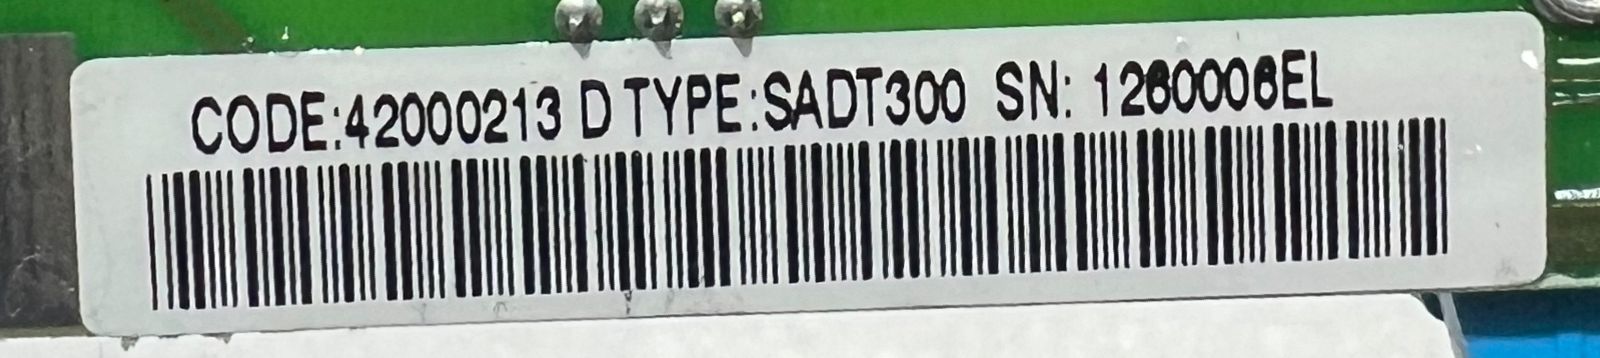 CODE:42000213 D TYPE:SADT300 SN: 1260006EL